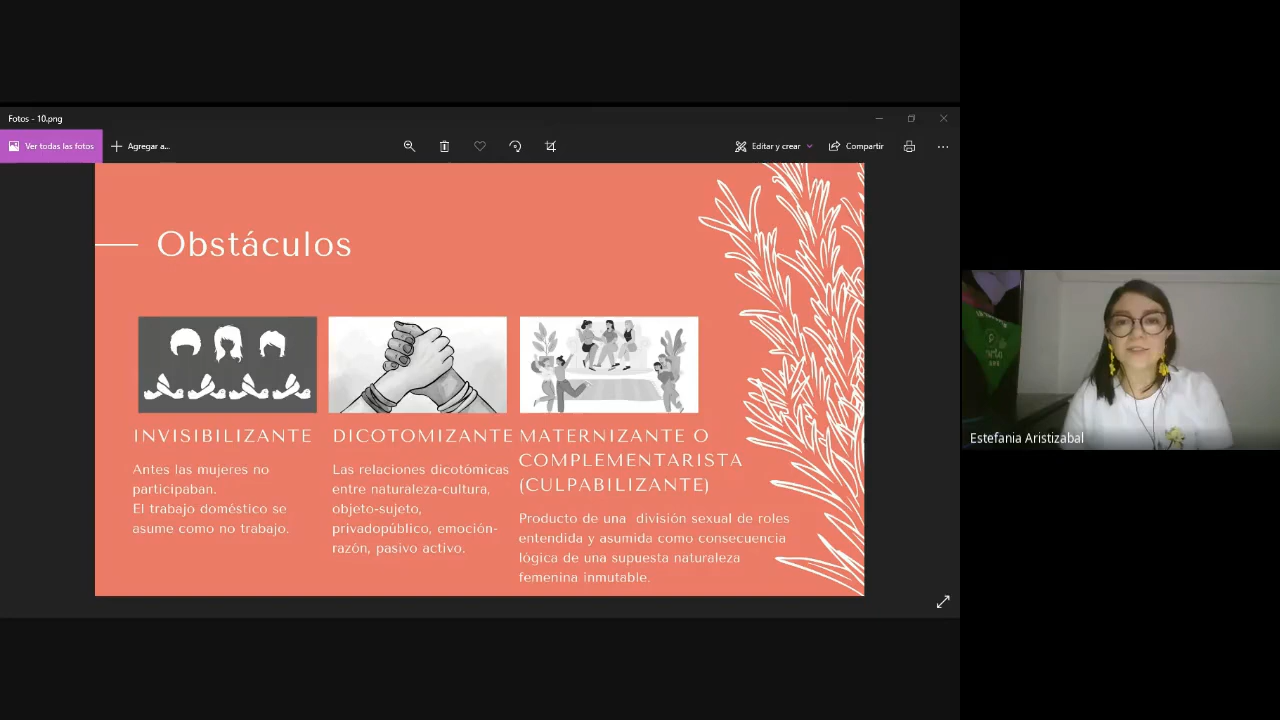 Fotos - 10.png
Ver todas las fotos
Agregar a...
Editar y crear
Compartir
Obstáculos
INVISIBILIZANTE
Antes las mujeres no
participaban.
El trabajo doméstico se
asume como no trabajo.
DICOTOMIZANTE
Las relaciones dicotómicas
entre naturaleza-cultura,
objeto-sujeto,
privadopúblico, emoción-
razón, pasivo activo.
MATERNIZANTE O
COMPLEMENTARISTA
(CULPABILIZANTE)
Producto de una división sexual de roles
entendida y asumida como consecuencia
lógica de una supuesta naturaleza
femenina inmutable.
Estefania Aristizabal